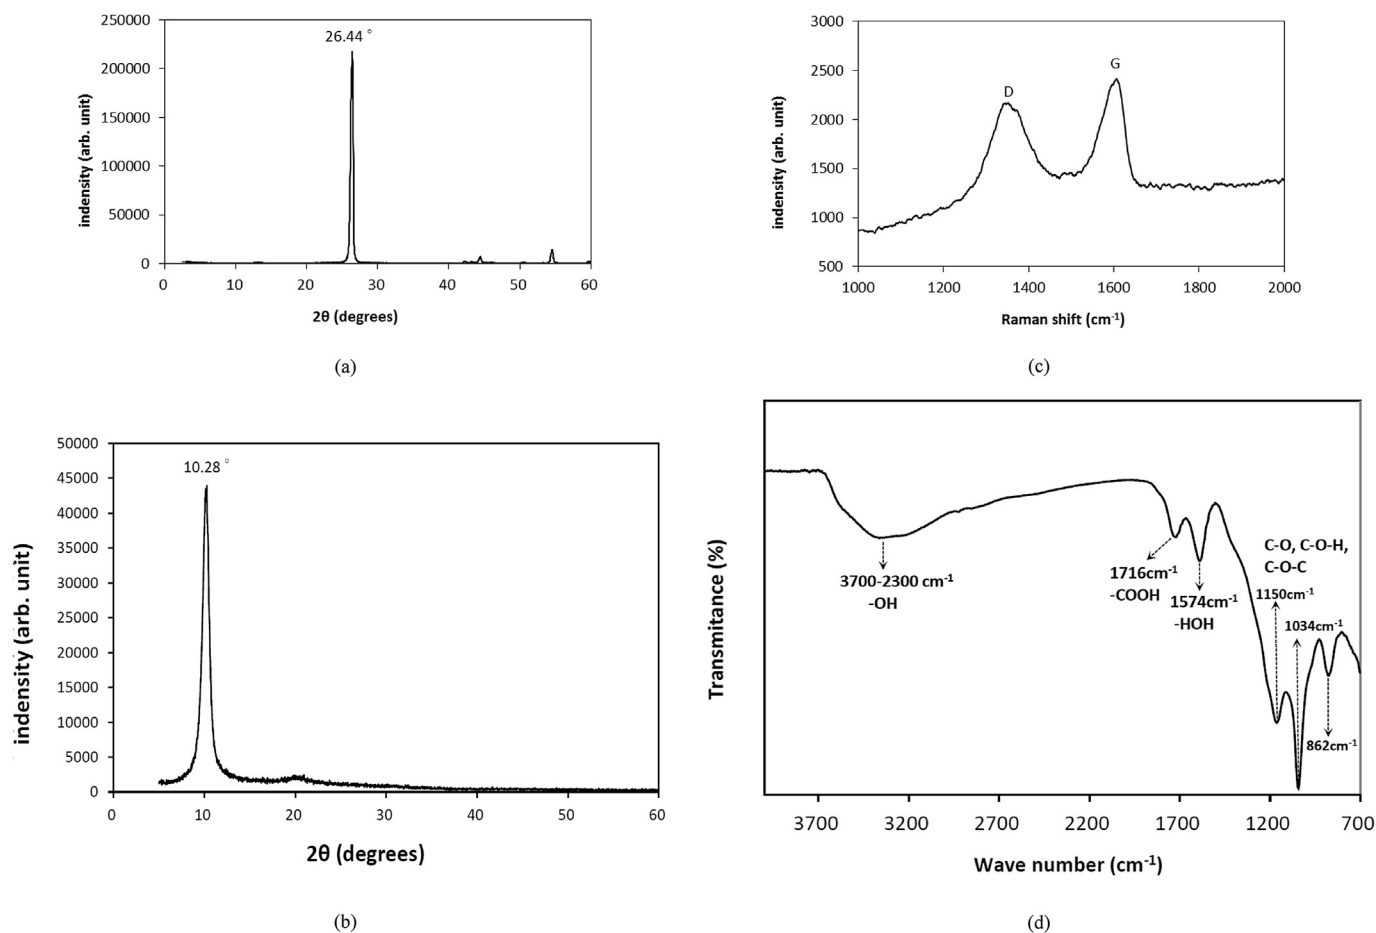 250000
200000
150000
100000
50000
0
indensity (arb. unit)
26.44 °
0 10 20 30 40 50 60
2θ (degrees)
(a)
3000
2500
2000
1500
1000
500
indensity (arb. unit)
D
G
1000 1200 1400 1600 1800 2000
Raman shift (cm⁻¹)
(c)
50000
45000
40000
35000
30000
25000
20000
15000
10000
5000
0
indensity (arb. unit)
10.28 °
0 10 20 30 40 50 60
2θ (degrees)
(b)
Transmitance (%)
3700-2300 cm⁻¹
-OH
1716cm⁻¹
-COOH
1574cm⁻¹
-HOH
C-O, C-O-H,
C-O-C
1150cm⁻¹
1034cm⁻¹
862cm⁻¹
3700 3200 2700 2200 1700 1200 700
Wave number (cm⁻¹)
(d)